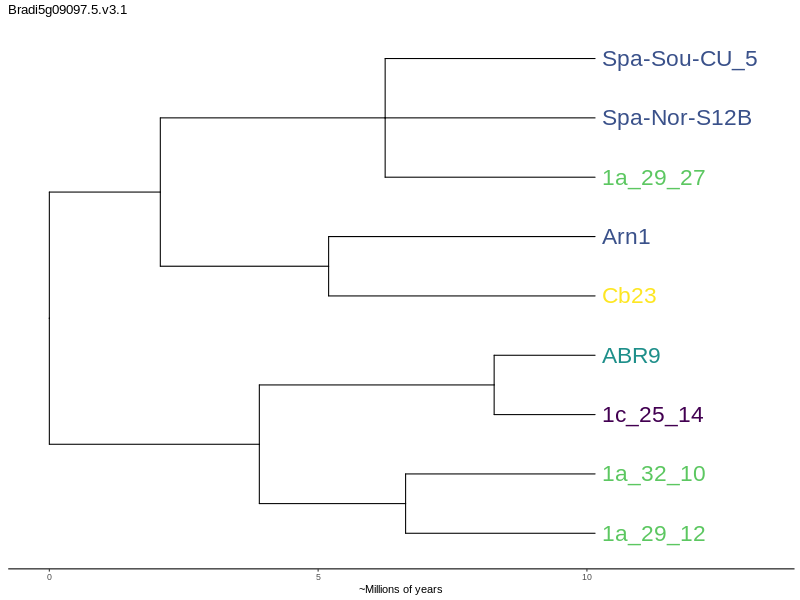 Bradi5g09097.5.v3.1
Spa-Sou-CU_5
Spa-Nor-S12B
1a_29_27
Arn1
Cb23
ABR9
1c_25_14
1a_32_10
1a_29_12
0 5 10
~Millions of years